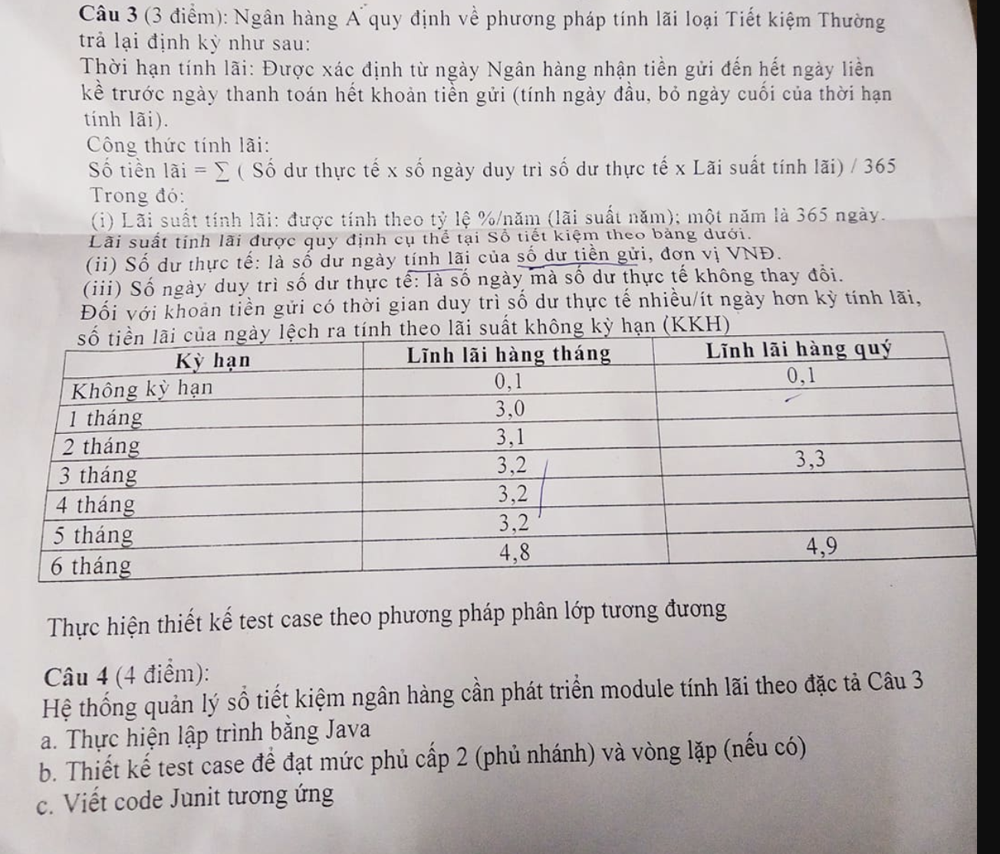 Câu 3 (3 điểm): Ngân hàng A quy định về phương pháp tính lãi loại Tiết kiệm Thường
trả lại định kỳ như sau:
Thời hạn tính lãi: Được xác định từ ngày Ngân hàng nhận tiền gửi đến hết ngày liền
kề trước ngày thanh toán hết khoản tiền gửi (tính ngày đầu, bỏ ngày cuối của thời hạn
tính lãi).
Công thức tính lãi:
Số tiền lãi = ∑ ( Số dư thực tế x số ngày duy trì số dư thực tế x Lãi suất tính lãi) / 365
Trong đó:
(i) Lãi suất tính lãi: được tính theo tỷ lệ %/năm (lãi suất năm); một năm là 365 ngày.
Lãi suất tính lãi được quy định cụ thể tại Sổ tiết kiệm theo bảng dưới.
(ii) Số dư thực tế: là số dư ngày tính lãi của số dư tiền gửi, đơn vị VNĐ.
(iii) Số ngày duy trì số dư thực tế: là số ngày mà số dư thực tế không thay đổi.
Đối với khoản tiền gửi có thời gian duy trì số dư thực tế nhiều/ít ngày hơn kỳ tính lãi,
số tiền lãi của ngày lệch ra tính theo lãi suất không kỳ hạn (KKH)
Kỳ hạn Lĩnh lãi hàng tháng Lĩnh lãi hàng quý
Không kỳ hạn 0,1 0,1
1 tháng 3,0
2 tháng 3,1
3 tháng 3,2 3,3
4 tháng 3,2
5 tháng 3,2
6 tháng 4,8 4,9
Thực hiện thiết kế test case theo phương pháp phân lớp tương đương
Câu 4 (4 điểm):
Hệ thống quản lý sổ tiết kiệm ngân hàng cần phát triển module tính lãi theo đặc tả Câu 3
a. Thực hiện lập trình bằng Java
b. Thiết kế test case để đạt mức phủ cấp 2 (phủ nhánh) và vòng lặp (nếu có)
c. Viết code Junit tương ứng